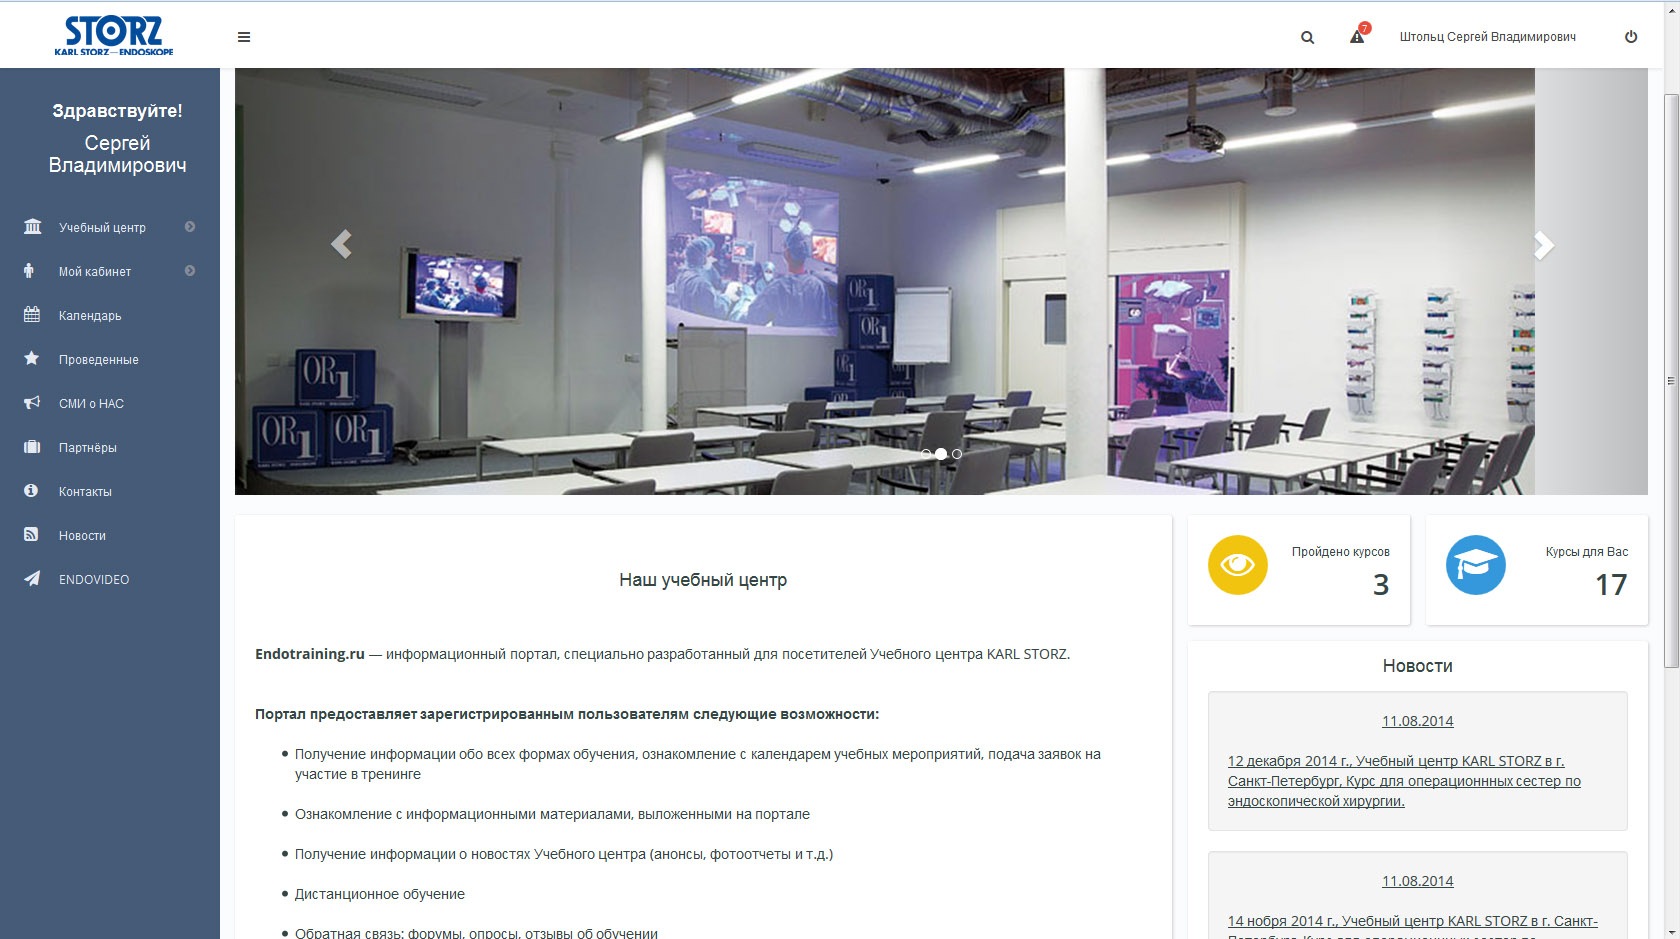 STORZ
KARL STORZ—ENDOSKOPE
7
Штольц Сергей Владимирович
Здравствуйте!
Сергей
Владимирович
Учебный центр
Мой кабинет
Календарь
Проведенные
СМИ о НАС
Партнёры
Контакты
Новости
ENDOVIDEO
OR1
OR1
OR1
OR1
OR1
Наш учебный центр
Endotraining.ru — информационный портал, специально разработанный для посетителей Учебного центра KARL STORZ.
Портал предоставляет зарегистрированным пользователям следующие возможности:
• Получение информации обо всех формах обучения, ознакомление с календарем учебных мероприятий, подача заявок на
участие в тренинге
• Ознакомление с информационными материалами, выложенными на портале
• Получение информации о новостях Учебного центра (анонсы, фотоотчеты и т.д.)
• Дистанционное обучение
• Обратная связь: форумы, опросы, отзывы об обучении
Пройдено курсов
3
Курсы для Вас
17
Новости
11.08.2014
12 декабря 2014 г., Учебный центр KARL STORZ в г.
Санкт-Петербург, Курс для операционнных сестер по
эндоскопической хирургии.
11.08.2014
14 нобря 2014 г., Учебный центр KARL STORZ в г. Санкт-